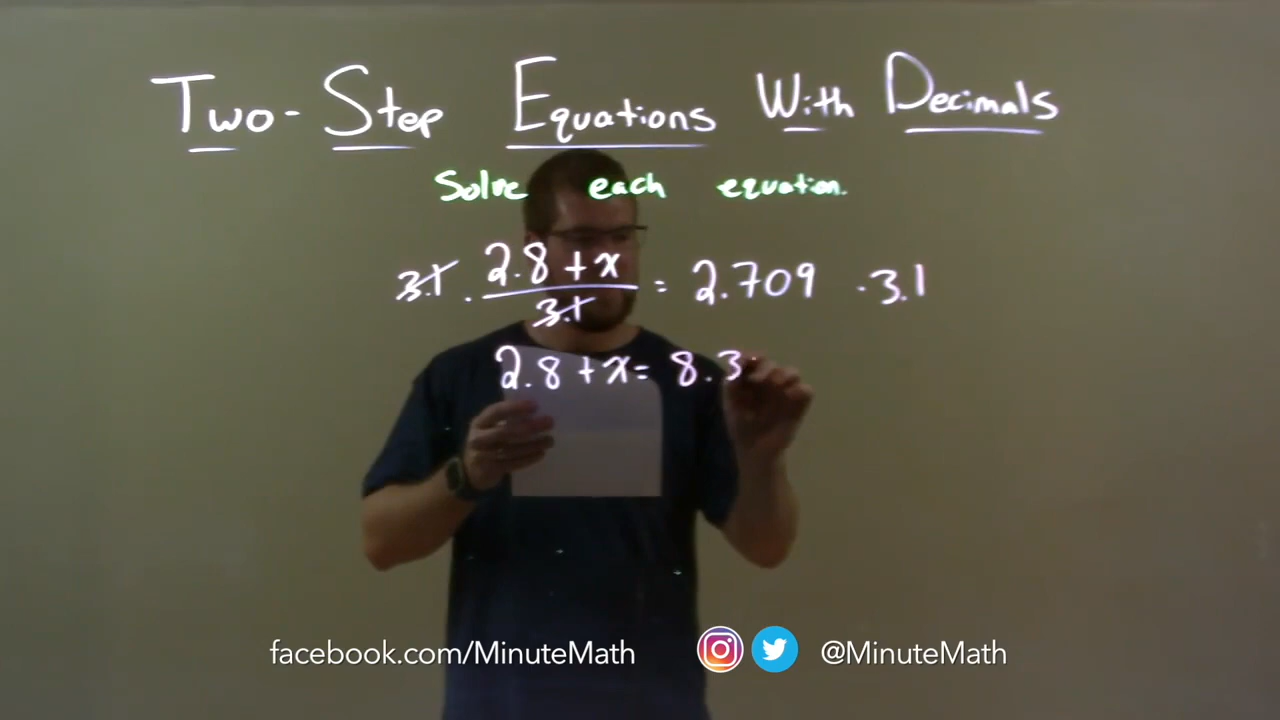 Two-Step Equations With Decimals
Solve each equation.
3.1 · (2.8 + x)/3.1 = 2.709 · 3.1
2.8 + x = 8.3
facebook.com/MinuteMath @MinuteMath